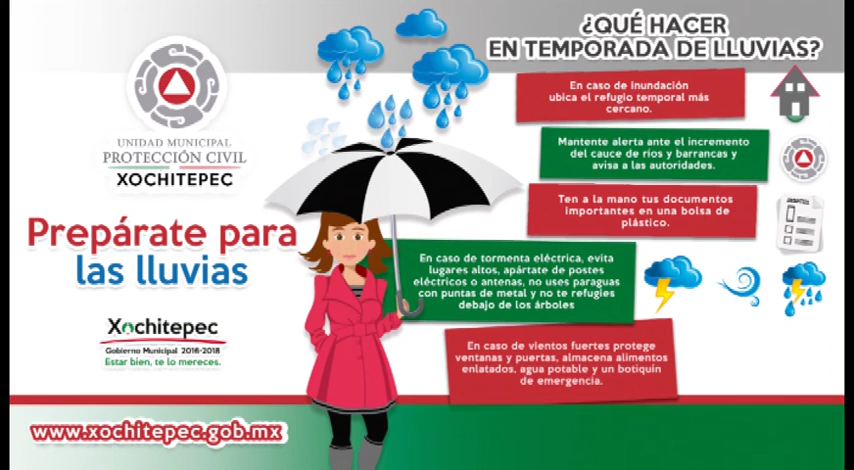 UNIDAD MUNICIPAL
PROTECCIÓN CIVIL
XOCHITEPEC
Prepárate para
las lluvias
Xochitepec
Gobierno Municipal 2016-2018
Estar bien, te lo mereces.
www.xochitepec.gob.mx
¿QUÉ HACER
EN TEMPORADA DE LLUVIAS?
En caso de inundación
ubica el refugio temporal más
cercano.
Mantente alerta ante el incremento
del cauce de ríos y barrancas y
avisa a las autoridades.
Ten a la mano tus documentos
importantes en una bolsa de
plástico.
En caso de tormenta eléctrica, evita
lugares altos, apártate de postes
eléctricos o antenas, no uses paraguas
con puntas de metal y no te refugies
debajo de los árboles
En caso de vientos fuertes protege
ventanas y puertas, almacena alimentos
enlatados, agua potable y un botiquín
de emergencia.